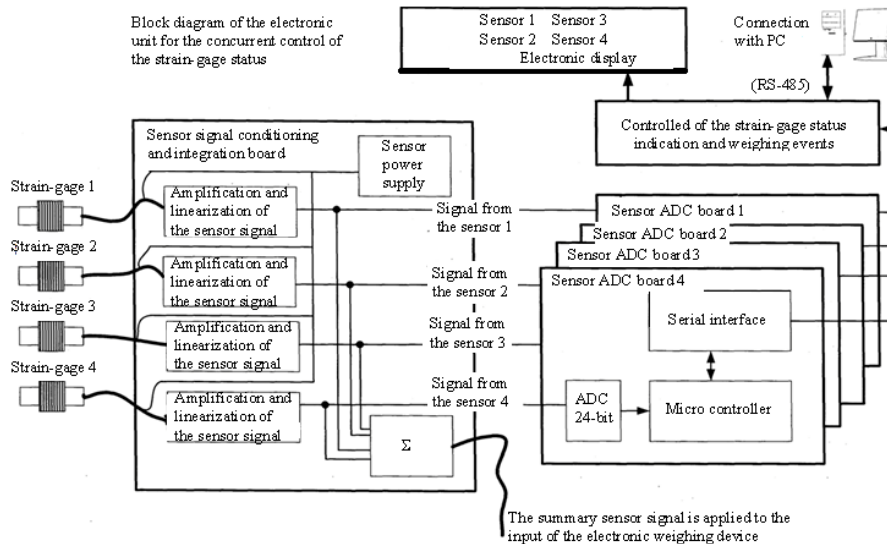 Block diagram of the electronic
unit for the concurrent control of
the strain-gage status
Sensor 1 Sensor 3
Sensor 2 Sensor 4
Electronic display
Connection
with PC
(RS-485)
Controlled of the strain-gage status
indication and weighing events
Sensor signal conditioning
and integration board
Sensor
power
supply
Strain-gage 1
Amplification and
linearization of
the sensor signal
Signal from
the sensor 1
Strain-gage 2
Amplification and
linearization of
the sensor signal
Signal from
the sensor 2
Strain-gage 3
Amplification and
linearization of
the sensor signal
Signal from
the sensor 3
Strain-gage 4
Amplification and
linearization of
the sensor signal
Signal from
the sensor 4
Σ
Sensor ADC board 1
Sensor ADC board 2
Sensor ADC board 3
Sensor ADC board 4
Serial interface
ADC
24-bit
Micro controller
The summary sensor signal is applied to the
input of the electronic weighing device